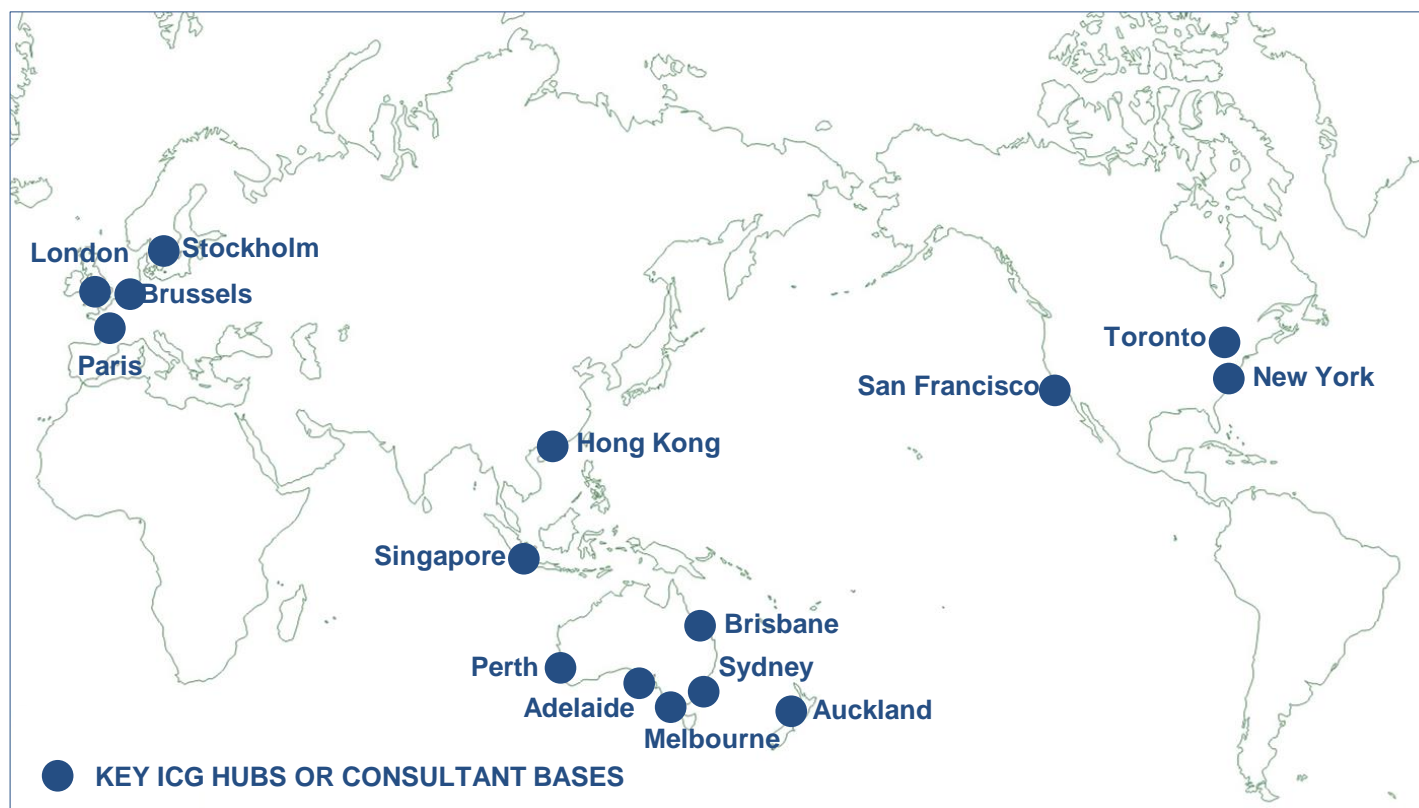 London
Stockholm
Brussels
Paris
Toronto
New York
San Francisco
Hong Kong
Singapore
Brisbane
Perth
Sydney
Adelaide
Auckland
Melbourne
KEY ICG HUBS OR CONSULTANT BASES